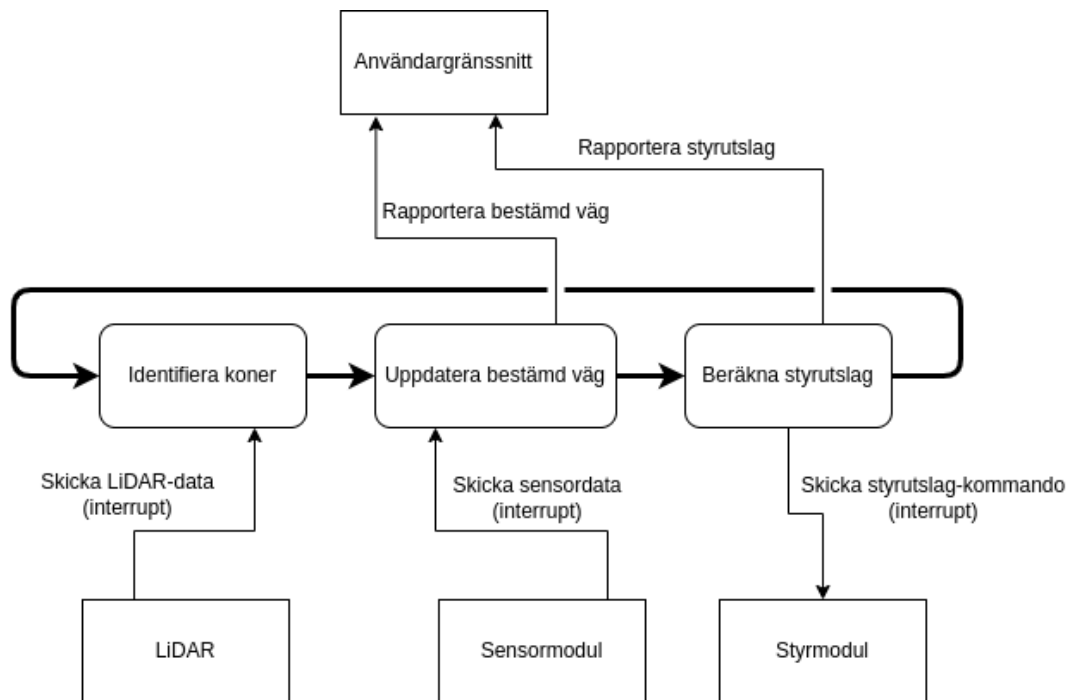 Användargränssnitt
Rapportera styrutslag
Rapportera bestämd väg
Identifiera koner
Uppdatera bestämd väg
Beräkna styrutslag
Skicka LiDAR-data
(interrupt)
Skicka sensordata
(interrupt)
Skicka styrutslag-kommando
(interrupt)
LiDAR
Sensormodul
Styrmodul